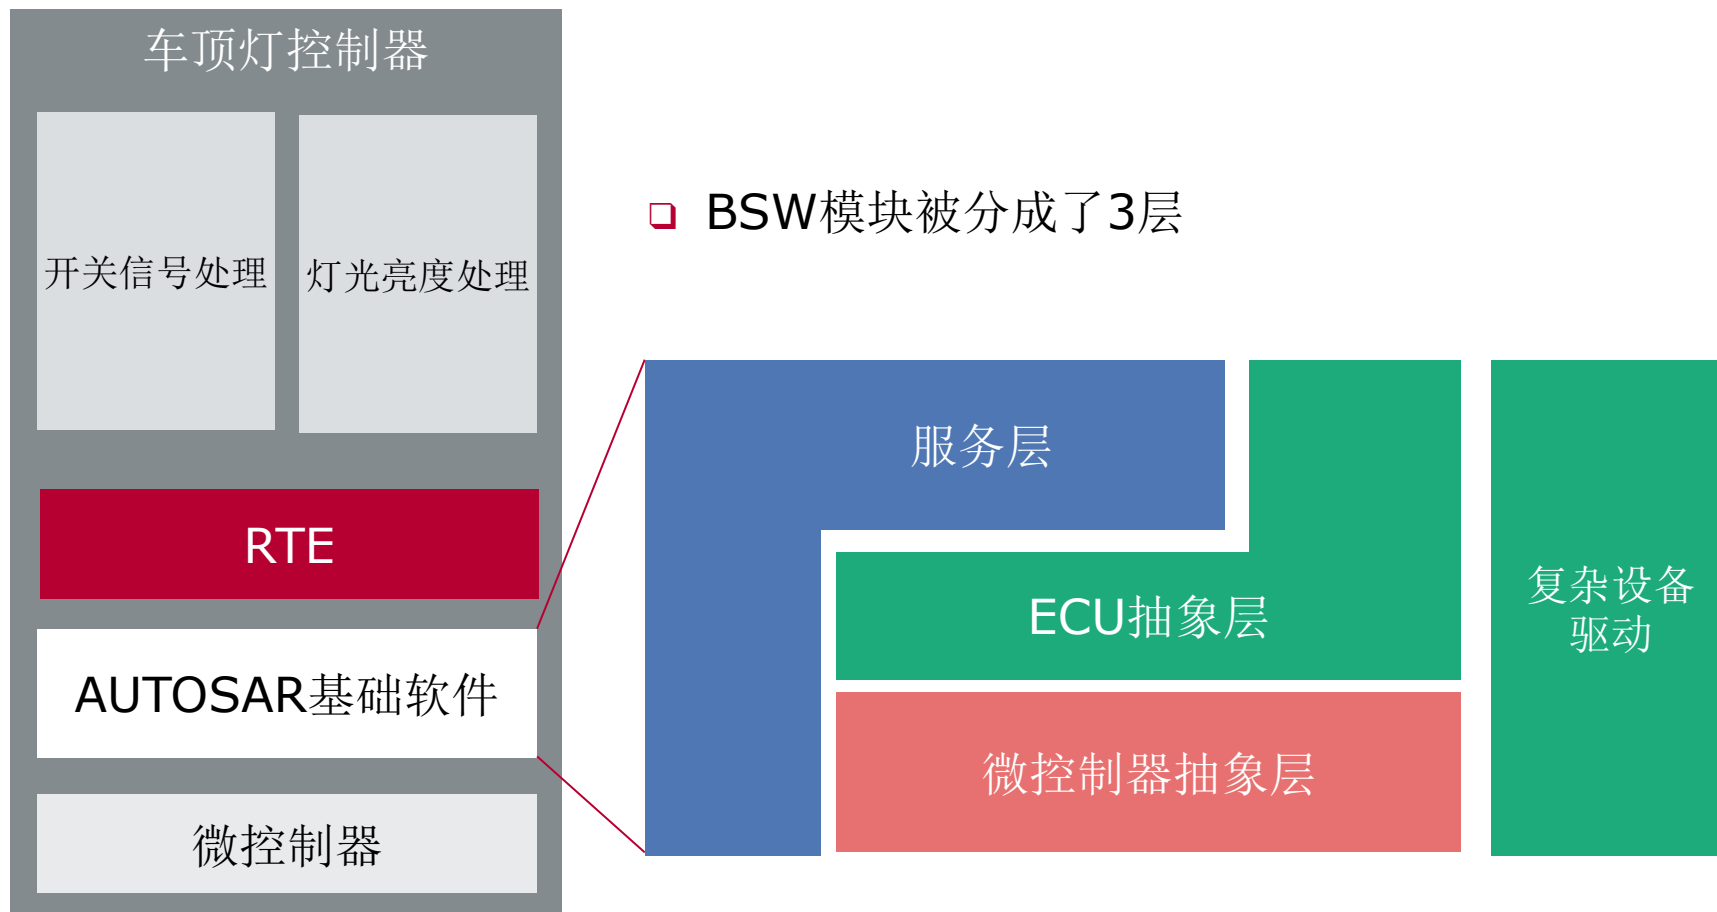 车顶灯控制器
开关信号处理
灯光亮度处理
RTE
AUTOSAR基础软件
微控制器
BSW模块被分成了3层
服务层
ECU抽象层
微控制器抽象层
复杂设备
驱动